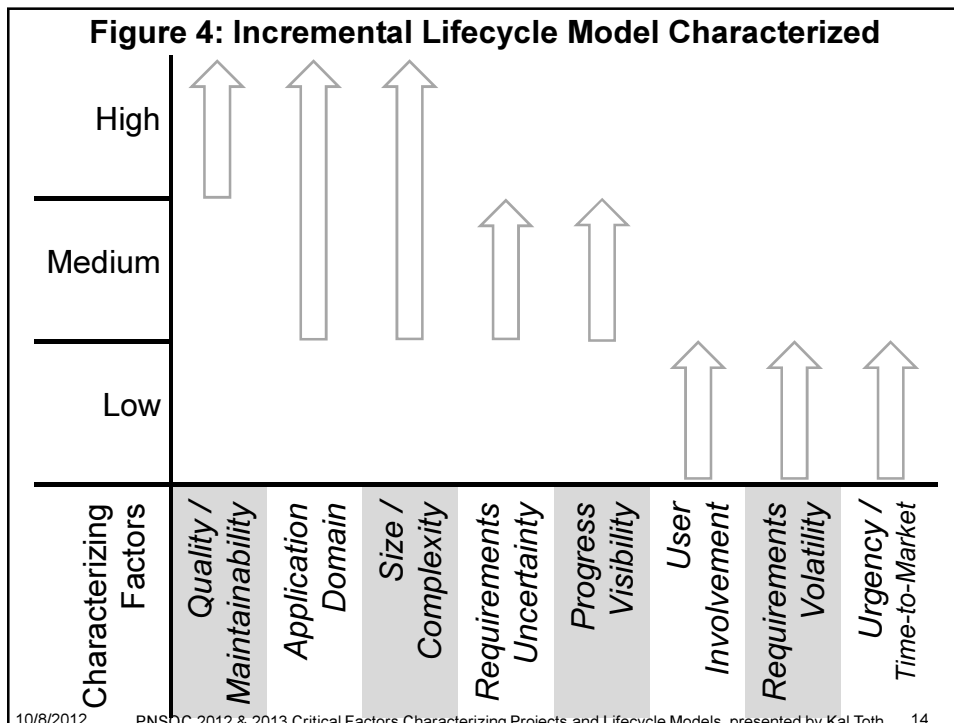 Figure 4: Incremental Lifecycle Model Characterized
High
Medium
Low
Characterizing
Factors
Quality /
Maintainability
Application
Domain
Size /
Complexity
Requirements
Uncertainty
Progress
Visibility
User
Involvement
Requirements
Volatility
Urgency /
Time-to-Market
10/8/2012 PNSQC 2012 & 2013 Critical Factors Characterizing Projects and Lifecycle Models, presented by Kal Toth 14